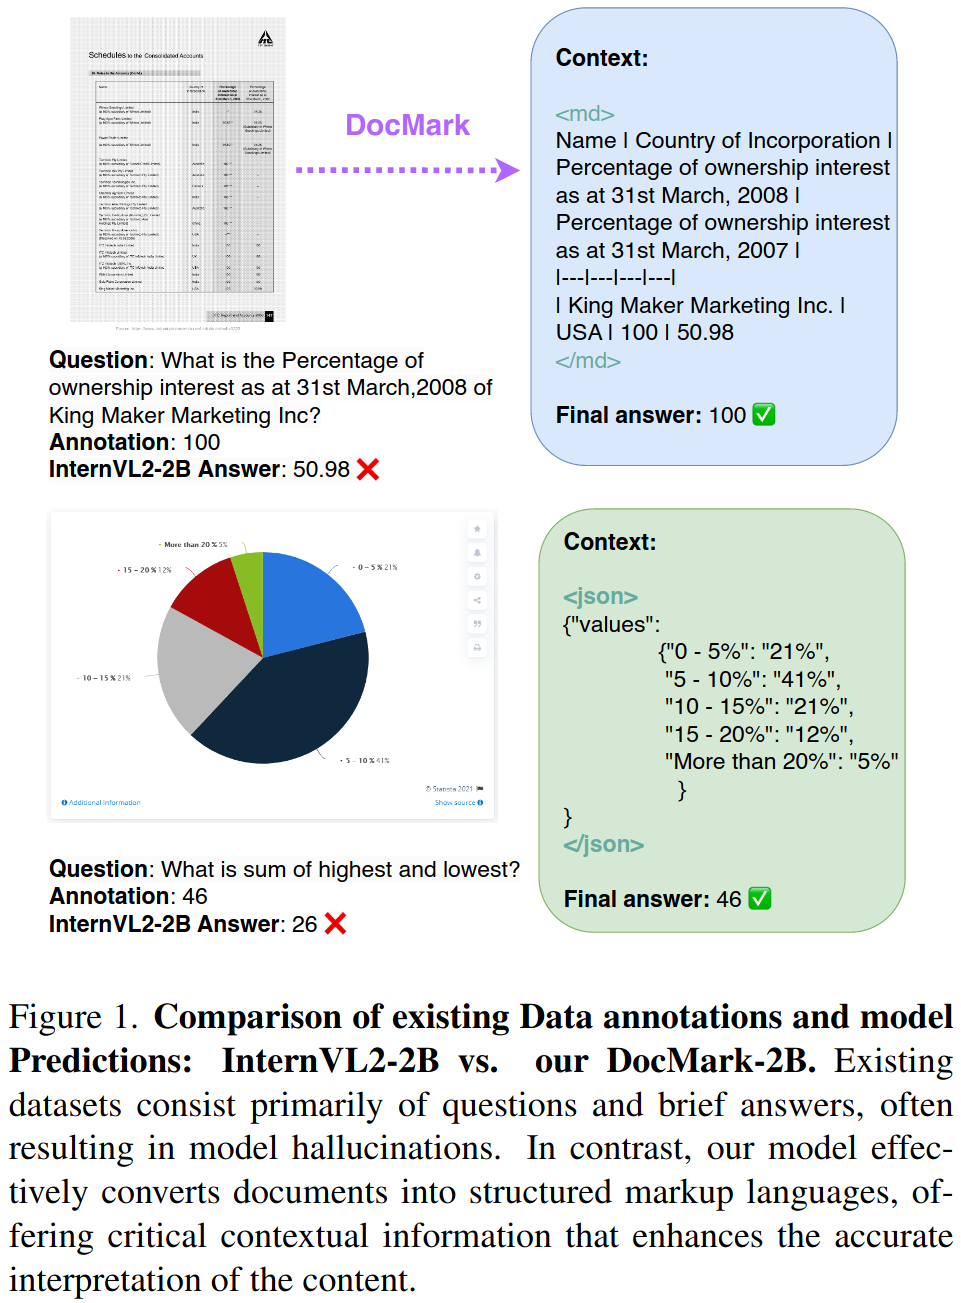 Schedules to the Consolidated Accounts
DocMark
Question: What is the Percentage of
ownership interest as at 31st March,2008 of
King Maker Marketing Inc?
Annotation: 100
InternVL2-2B Answer: 50.98 ❌
Context:
<md>
Name | Country of Incorporation |
Percentage of ownership interest
as at 31st March, 2008 |
Percentage of ownership interest
as at 31st March, 2007 |
|---|---|---|---|
| King Maker Marketing Inc. |
USA | 100 | 50.98
</md>
Final answer: 100 ✅
More than 20 % 5%
15 – 20 % 12%
0 – 5 % 21%
10 – 15 % 21%
5 – 10 % 41%
© Statista 2021
Additional Information
Show source
Question: What is sum of highest and lowest?
Annotation: 46
InternVL2-2B Answer: 26 ❌
Context:
<json>
{"values":
{"0 - 5%": "21%",
"5 - 10%": "41%",
"10 - 15%": "21%",
"15 - 20%": "12%",
"More than 20%": "5%"
}
}
</json>
Final answer: 46 ✅
Figure 1. Comparison of existing Data annotations and model
Predictions: InternVL2-2B vs. our DocMark-2B. Existing
datasets consist primarily of questions and brief answers, often
resulting in model hallucinations. In contrast, our model effec-
tively converts documents into structured markup languages, of-
fering critical contextual information that enhances the accurate
interpretation of the content.